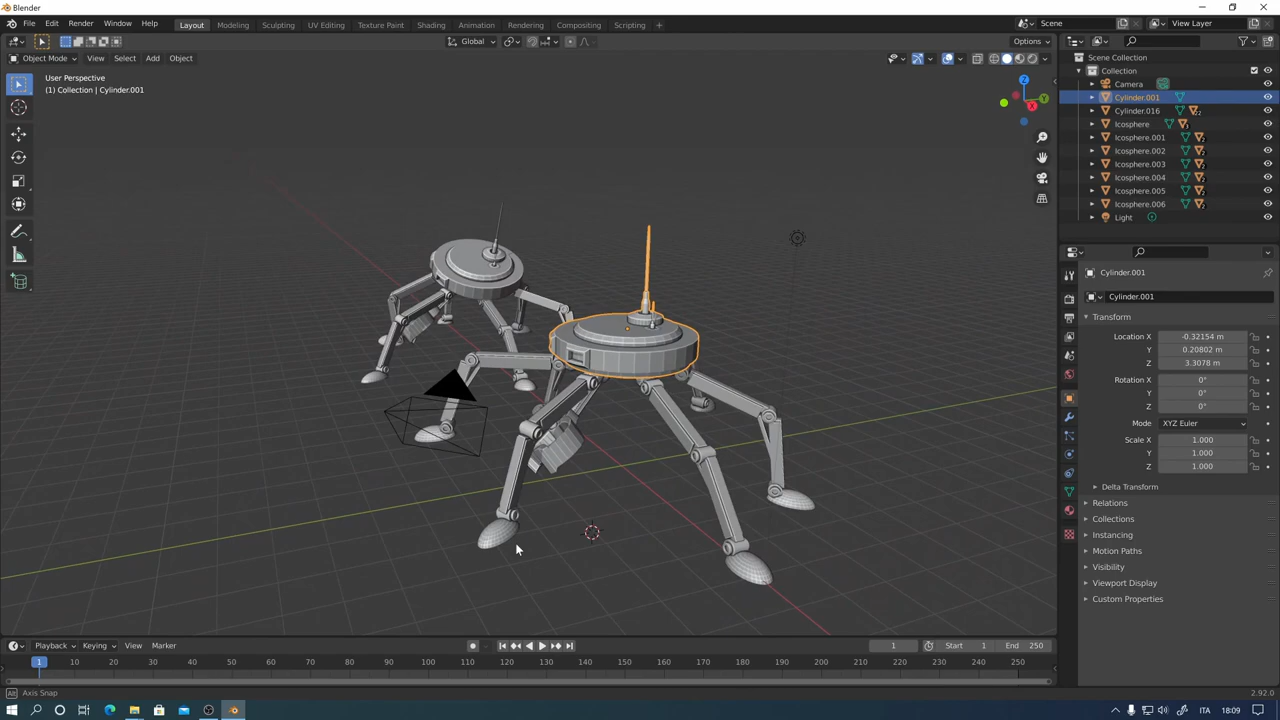 Blender
File Edit Render Window Help Layout Modeling Sculpting UV Editing Texture Paint Shading Animation Rendering Compositing Scripting + Scene View Layer
Global Options
Object Mode View Select Add Object
User Perspective
(1) Collection | Cylinder.001
Z
Y
X
Scene Collection
Collection
Camera
Cylinder.001
Cylinder.016
Icosphere
Icosphere.001
Icosphere.002
Icosphere.003
Icosphere.004
Icosphere.005
Icosphere.006
Light
Cylinder.001
Cylinder.001
Transform
Location X -0.32154 m
Y 0.20802 m
Z 3.3078 m
Rotation X 0°
Y 0°
Z 0°
Mode XYZ Euler
Scale X 1.000
Y 1.000
Z 1.000
Delta Transform
Relations
Collections
Instancing
Motion Paths
Visibility
Viewport Display
Custom Properties
Playback Keying View Marker 1 Start 1 End 250
1 10 20 30 40 50 60 70 80 90 100 110 120 130 140 150 160 170 180 190 200 210 220 230 240 250
Alt Axis Snap 2.92.0
ITA 18:09